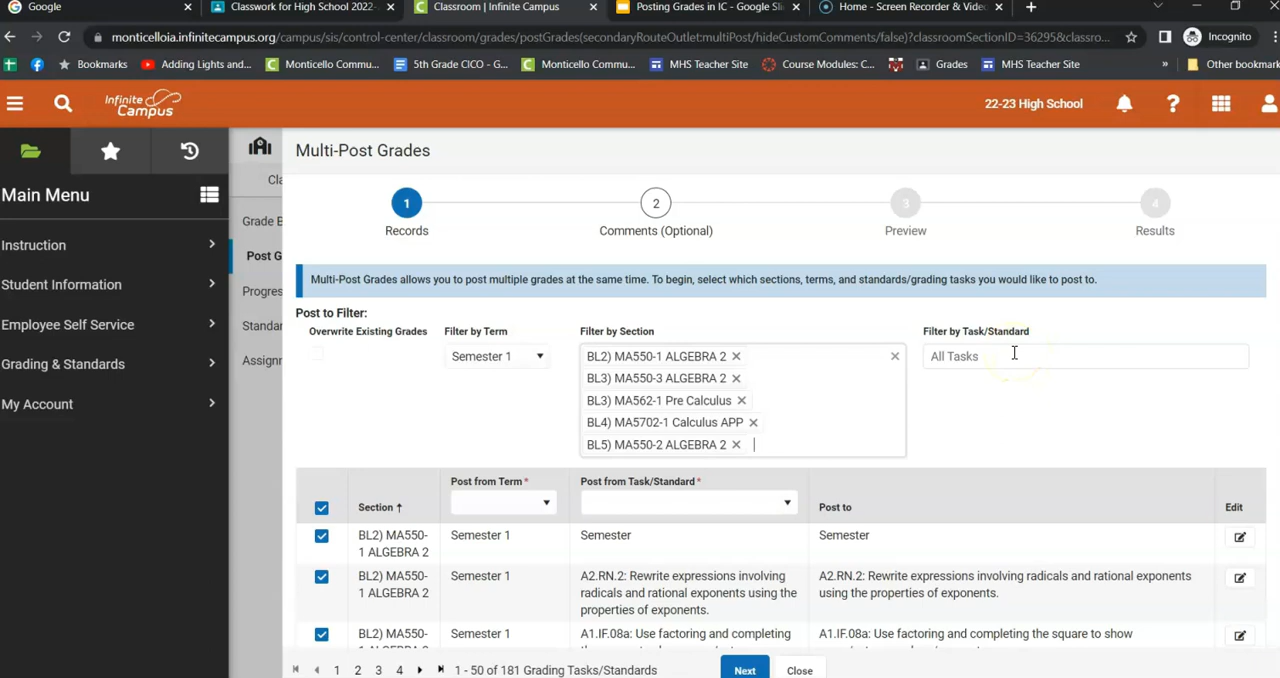 Google
Classwork for High School 2022-
Classroom | Infinite Campus
Posting Grades in IC - Google Sli
Home - Screen Recorder & Vide
monticelloia.infinitecampus.org/campus/sis/control-center/classroom/grades/postGrades(secondaryRouteOutlet:multiPost/hideCustomComments/false)?classroomSectionID=36295&classro...
Incognito
Bookmarks
Adding Lights and...
Monticello Commu...
5th Grade CICO - G...
Monticello Commu...
MHS Teacher Site
Course Modules: C...
Grades
MHS Teacher Site
»
Other bookmark
Infinite Campus
22-23 High School
Main Menu
Instruction
Student Information
Employee Self Service
Grading & Standards
My Account
Cla
Grade B
Post G
Progres
Standar
Assignr
Multi-Post Grades
1
2
3
4
Records
Comments (Optional)
Preview
Results
Multi-Post Grades allows you to post multiple grades at the same time. To begin, select which sections, terms, and standards/grading tasks you would like to post to.
Post to Filter:
Overwrite Existing Grades
Filter by Term
Filter by Section
Filter by Task/Standard
Semester 1
BL2) MA550-1 ALGEBRA 2
BL3) MA550-3 ALGEBRA 2
BL3) MA562-1 Pre Calculus
BL4) MA5702-1 Calculus APP
BL5) MA550-2 ALGEBRA 2
All Tasks
Section
Post from Term*
Post from Task/Standard*
Post to
Edit
BL2) MA550-1 ALGEBRA 2
Semester 1
Semester
Semester
BL2) MA550-1 ALGEBRA 2
Semester 1
A2.RN.2: Rewrite expressions involving
radicals and rational exponents using the
properties of exponents.
A2.RN.2: Rewrite expressions involving radicals and rational exponents
using the properties of exponents.
BL2) MA550-
Semester 1
A1.IF.08a: Use factoring and completing
A1.IF.08a: Use factoring and completing the square to show
1 2 3 4
1 - 50 of 181 Grading Tasks/Standards
Next
Close